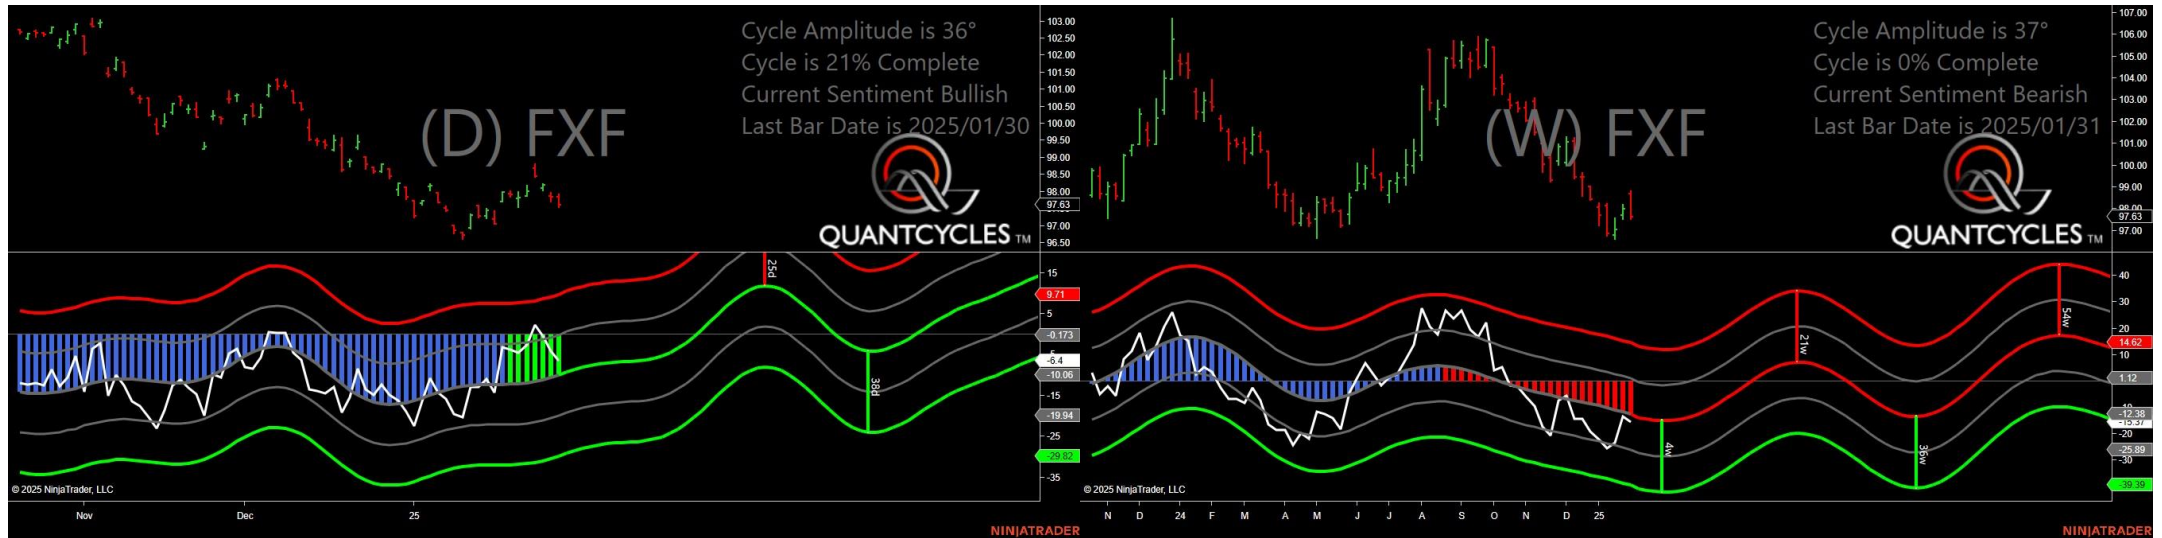 Cycle Amplitude is 36°
Cycle is 21% Complete
Current Sentiment Bullish
Last Bar Date is 2025/01/30
(D) FXF
QUANTCYCLES TM
103.00
102.50
102.00
101.50
101.00
100.50
100.00
99.50
99.00
98.50
98.00
97.63
97.00
96.50
25d
38d
15
9.71
5
-0.173
-6.4
-10.06
-15
-19.94
-25
-29.82
-35
© 2025 NinjaTrader, LLC
Nov
Dec
25
NINJATRADER
Cycle Amplitude is 37°
Cycle is 0% Complete
Current Sentiment Bearish
Last Bar Date is 2025/01/31
(W) FXF
QUANTCYCLES TM
107.00
106.00
105.00
104.00
103.00
102.00
101.00
100.00
99.00
98.00
97.63
97.00
4w
21w
36w
54w
40
30
20
14.62
10
1.12
-12.38
-15.37
-20
-25.89
-30
-39.39
© 2025 NinjaTrader, LLC
N D 24 F M A M J J A S O N D 25
NINJATRADER